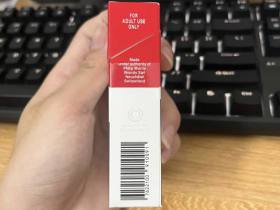 FOR
ADULT USE
ONLY
Made
under authority of
Philip Morris
Brands Sàrl
Neuchâtel
Switzerland